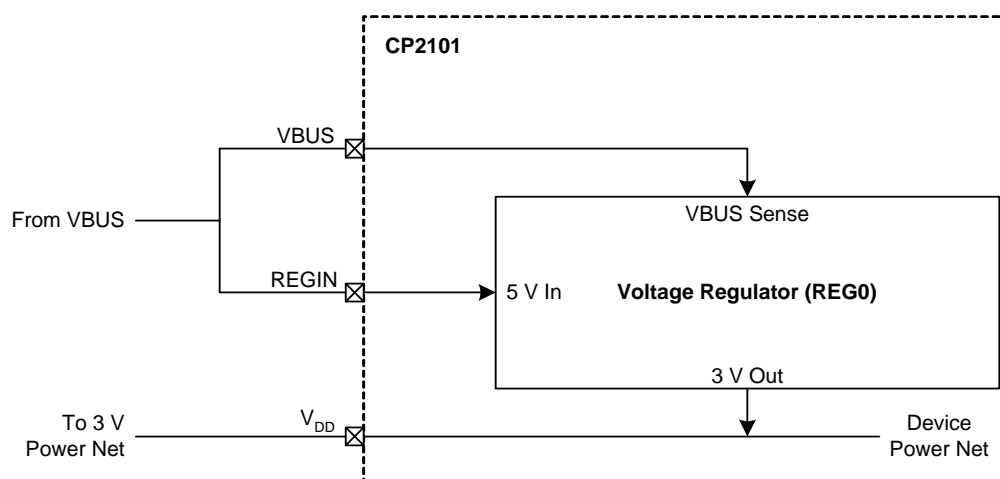 CP2101
VBUS
From VBUS
VBUS Sense
REGIN
5 V In
Voltage Regulator (REG0)
3 V Out
To 3 V
Power Net
VDD
Device
Power Net